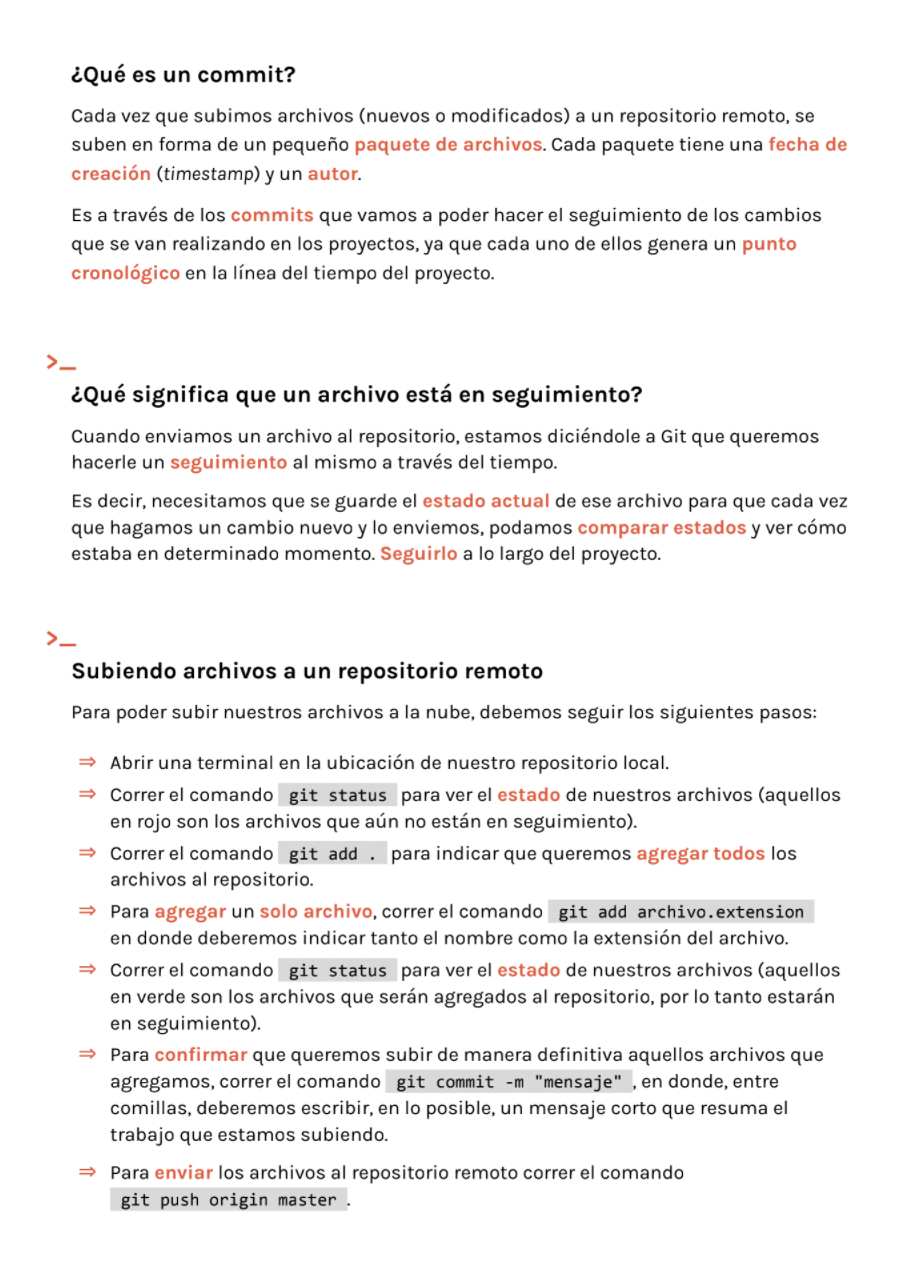 ¿Qué es un commit?
Cada vez que subimos archivos (nuevos o modificados) a un repositorio remoto, se
suben en forma de un pequeño paquete de archivos. Cada paquete tiene una fecha de
creación (timestamp) y un autor.
Es a través de los commits que vamos a poder hacer el seguimiento de los cambios
que se van realizando en los proyectos, ya que cada uno de ellos genera un punto
cronológico en la línea del tiempo del proyecto.
>_
¿Qué significa que un archivo está en seguimiento?
Cuando enviamos un archivo al repositorio, estamos diciéndole a Git que queremos
hacerle un seguimiento al mismo a través del tiempo.
Es decir, necesitamos que se guarde el estado actual de ese archivo para que cada vez
que hagamos un cambio nuevo y lo enviemos, podamos comparar estados y ver cómo
estaba en determinado momento. Seguirlo a lo largo del proyecto.
>_
Subiendo archivos a un repositorio remoto
Para poder subir nuestros archivos a la nube, debemos seguir los siguientes pasos:
⇒ Abrir una terminal en la ubicación de nuestro repositorio local.
⇒ Correr el comando git status para ver el estado de nuestros archivos (aquellos
en rojo son los archivos que aún no están en seguimiento).
⇒ Correr el comando git add . para indicar que queremos agregar todos los
archivos al repositorio.
⇒ Para agregar un solo archivo, correr el comando git add archivo.extension
en donde deberemos indicar tanto el nombre como la extensión del archivo.
⇒ Correr el comando git status para ver el estado de nuestros archivos (aquellos
en verde son los archivos que serán agregados al repositorio, por lo tanto estarán
en seguimiento).
⇒ Para confirmar que queremos subir de manera definitiva aquellos archivos que
agregamos, correr el comando git commit -m "mensaje" , en donde, entre
comillas, deberemos escribir, en lo posible, un mensaje corto que resuma el
trabajo que estamos subiendo.
⇒ Para enviar los archivos al repositorio remoto correr el comando
git push origin master .